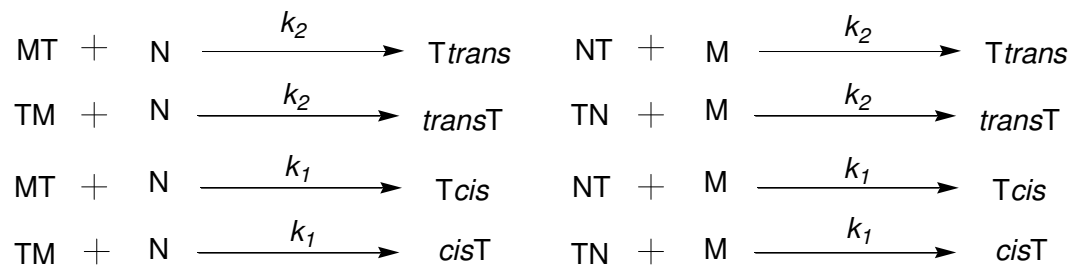 MT + N k2 Ttrans NT + M k2 Ttrans
TM + N k2 transT TN + M k2 transT
MT + N k1 Tcis NT + M k1 Tcis
TM + N k1 cisT TN + M k1 cisT